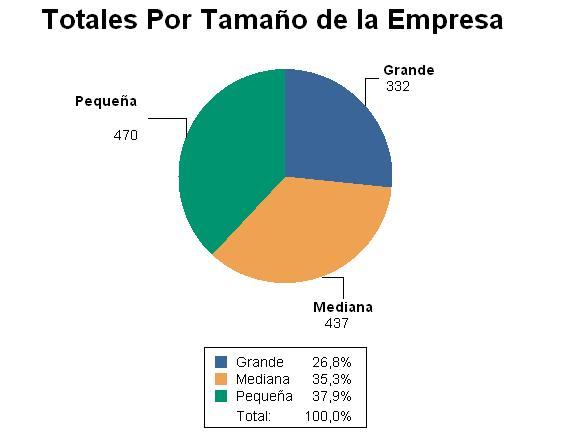 Totales Por Tamaño de la Empresa
Grande
332
Pequeña
470
Mediana
437
Grande 26,8%
Mediana 35,3%
Pequeña 37,9%
Total: 100,0%